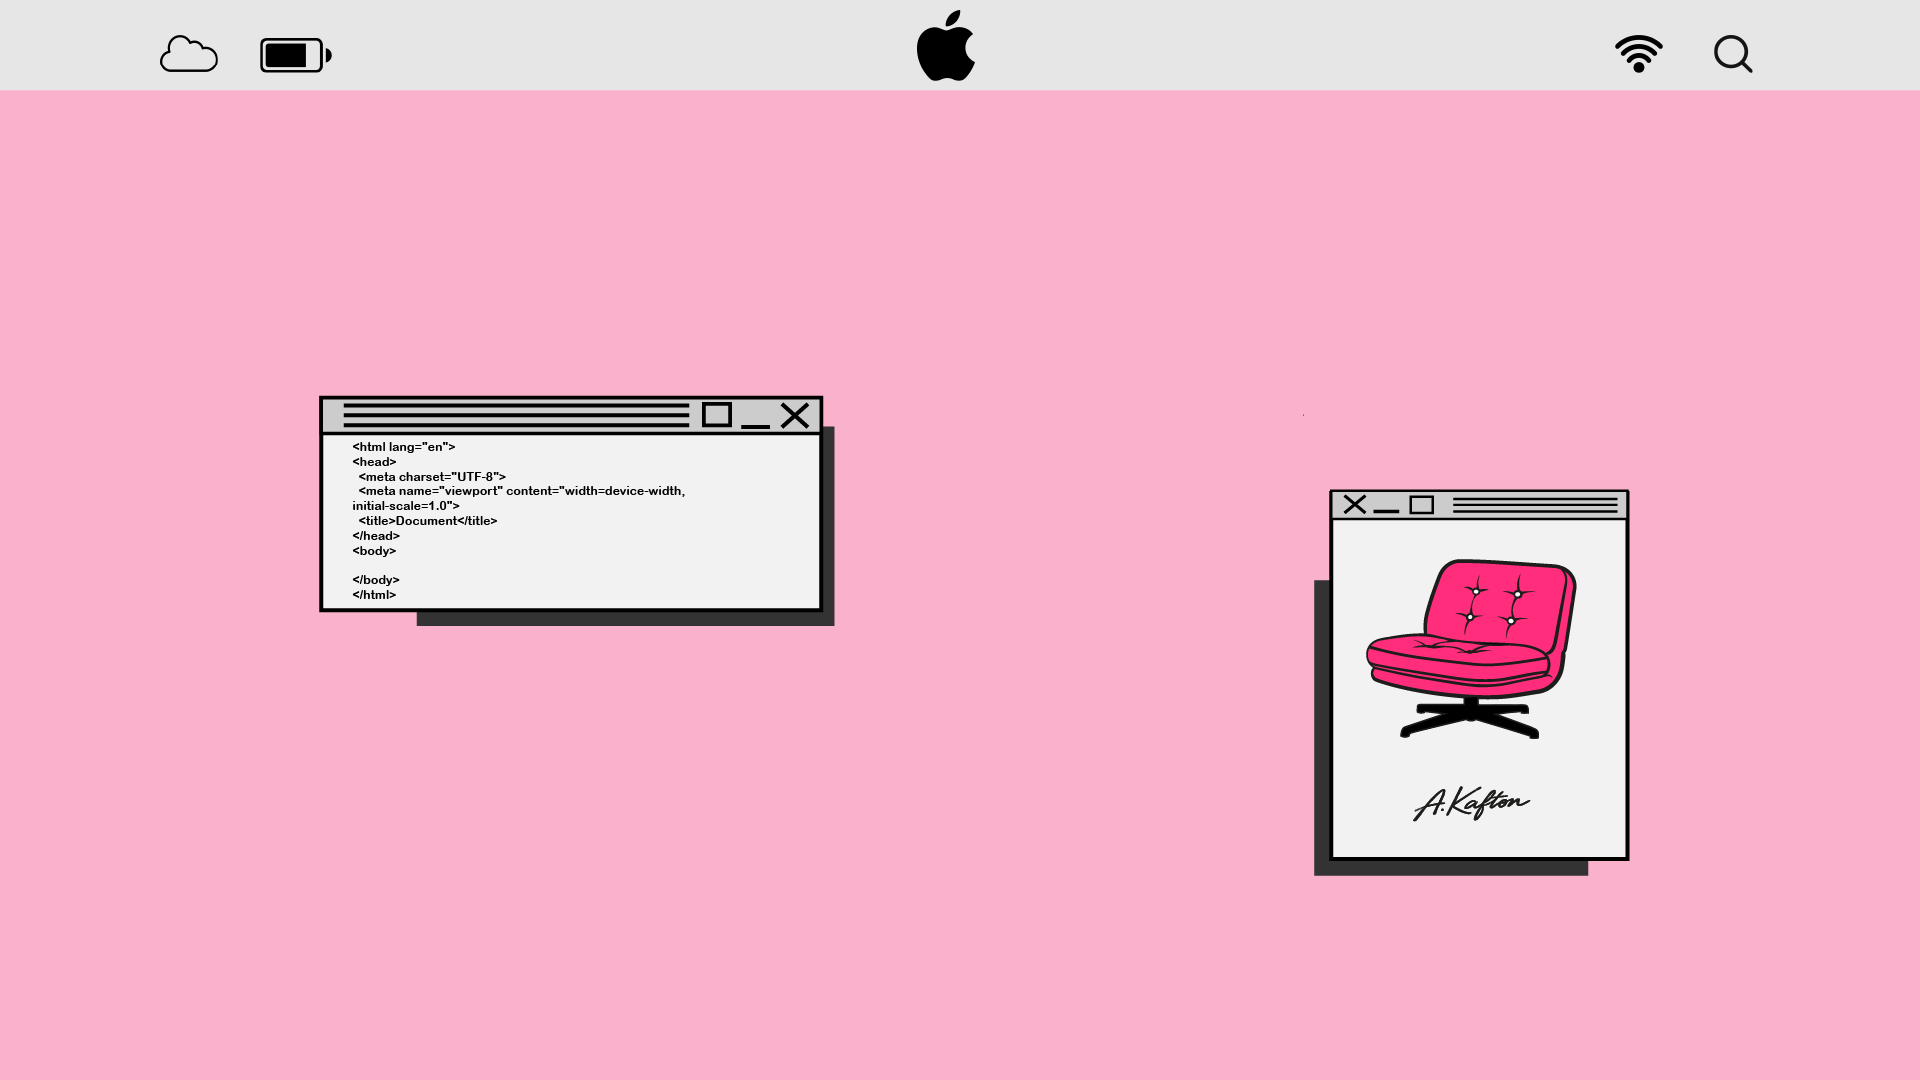 <html lang="en">
<head>
  <meta charset="UTF-8">
  <meta name="viewport" content="width=device-width,
initial-scale=1.0">
  <title>Document</title>
</head>
<body>

</body>
</html>
A.Kafton